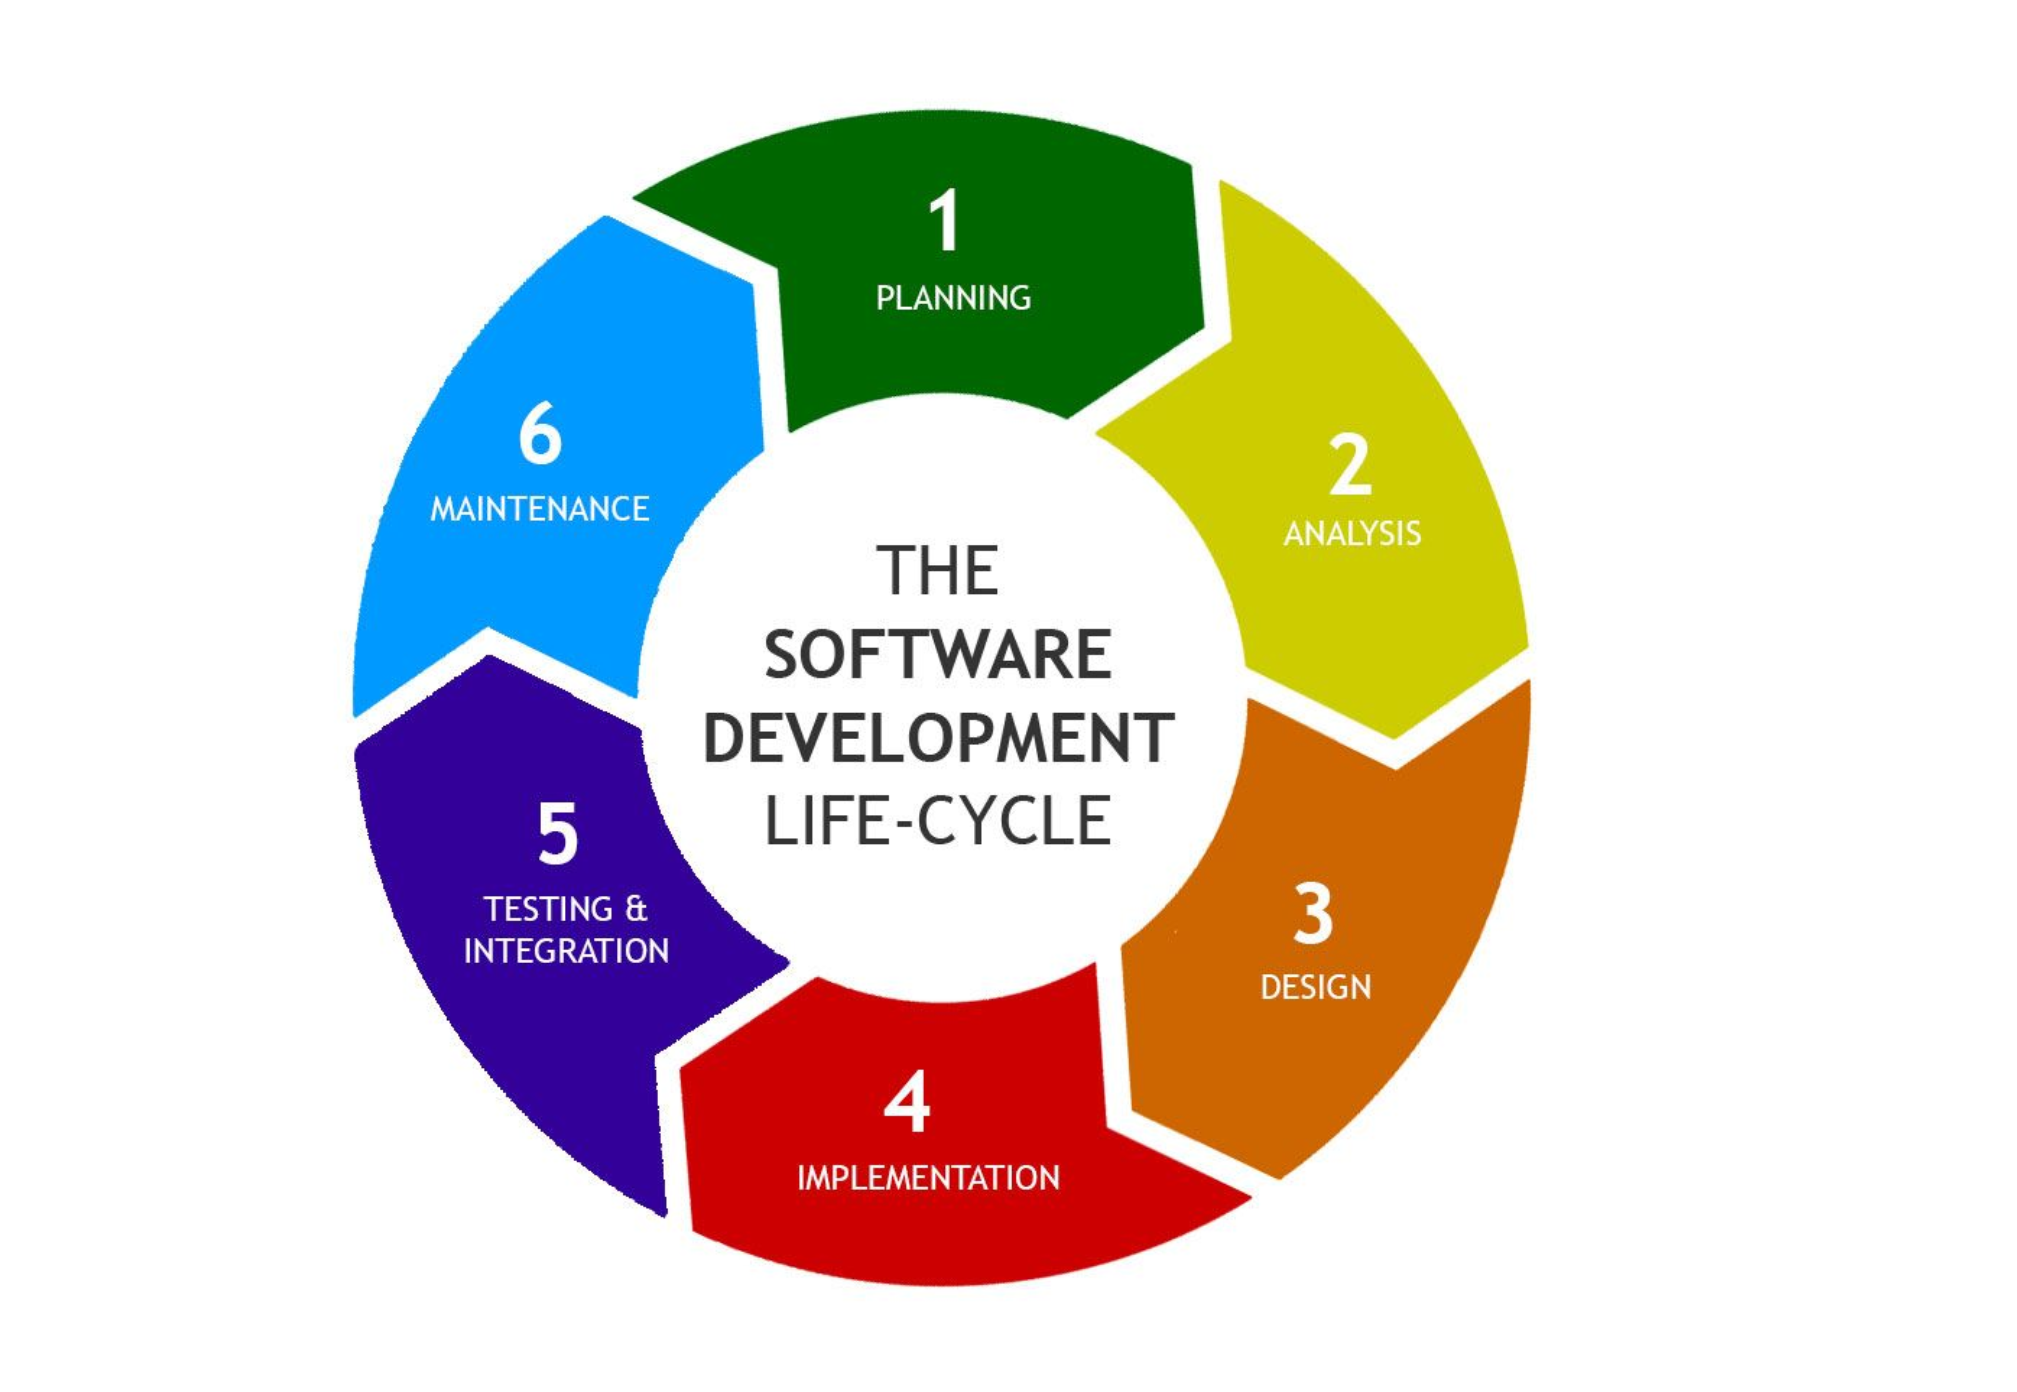 1
PLANNING
2
ANALYSIS
3
DESIGN
4
IMPLEMENTATION
5
TESTING &
INTEGRATION
6
MAINTENANCE
THE
SOFTWARE
DEVELOPMENT
LIFE-CYCLE